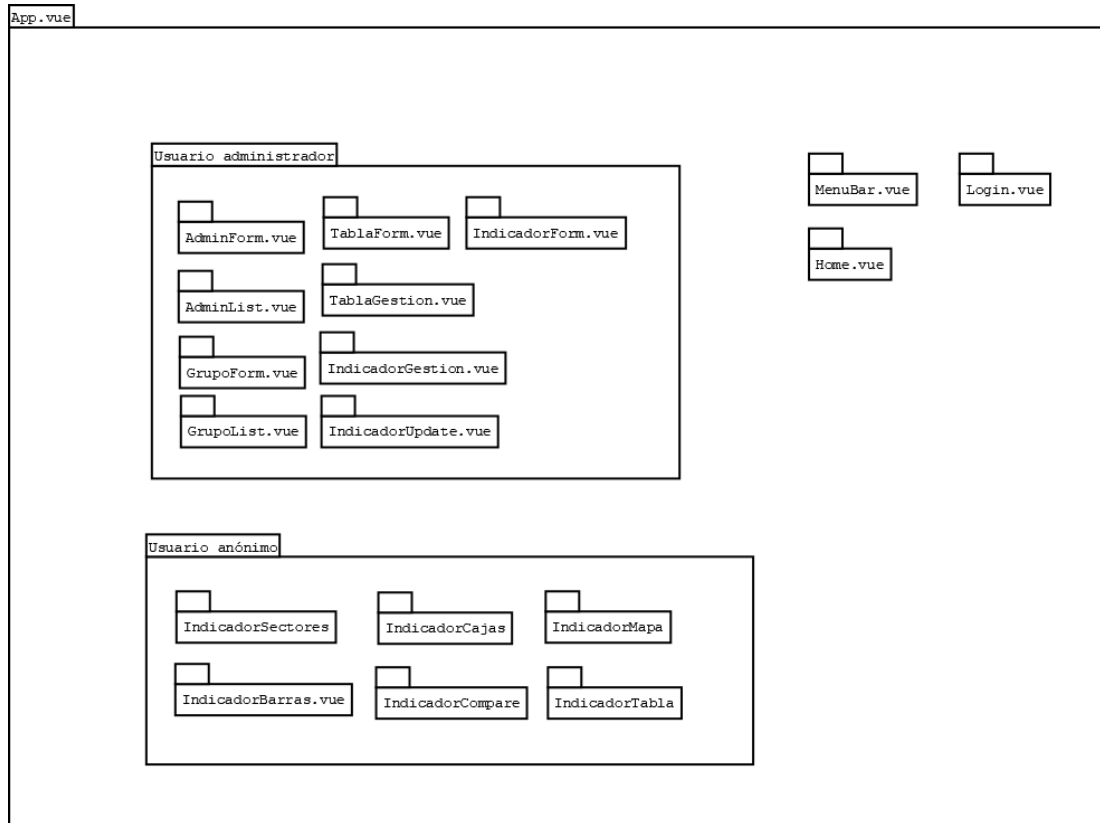 App.vue
Usuario administrador
AdminForm.vue
TablaForm.vue
IndicadorForm.vue
AdminList.vue
TablaGestion.vue
GrupoForm.vue
IndicadorGestion.vue
GrupoList.vue
IndicadorUpdate.vue
MenuBar.vue
Login.vue
Home.vue
Usuario anónimo
IndicadorSectores
IndicadorCajas
IndicadorMapa
IndicadorBarras.vue
IndicadorCompare
IndicadorTabla